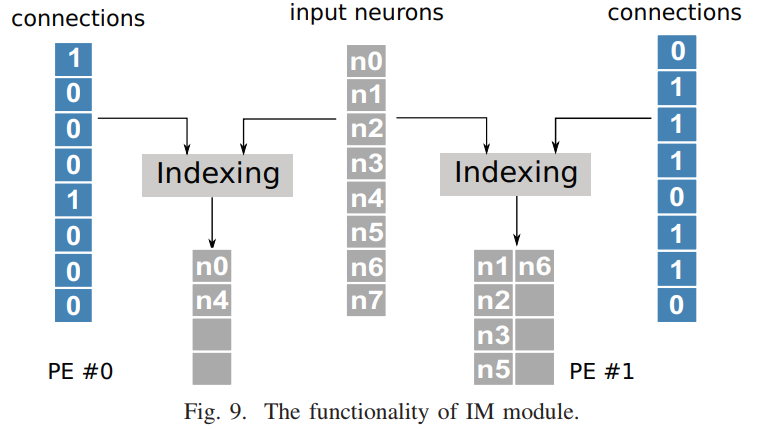 connections
input neurons
connections
1
0
0
0
1
0
0
0
n0
n1
n2
n3
n4
n5
n6
n7
0
1
1
1
0
1
1
0
Indexing
Indexing
n0
n4
n1 n6
n2
n3
n5
PE #0
PE #1
Fig. 9. The functionality of IM module.